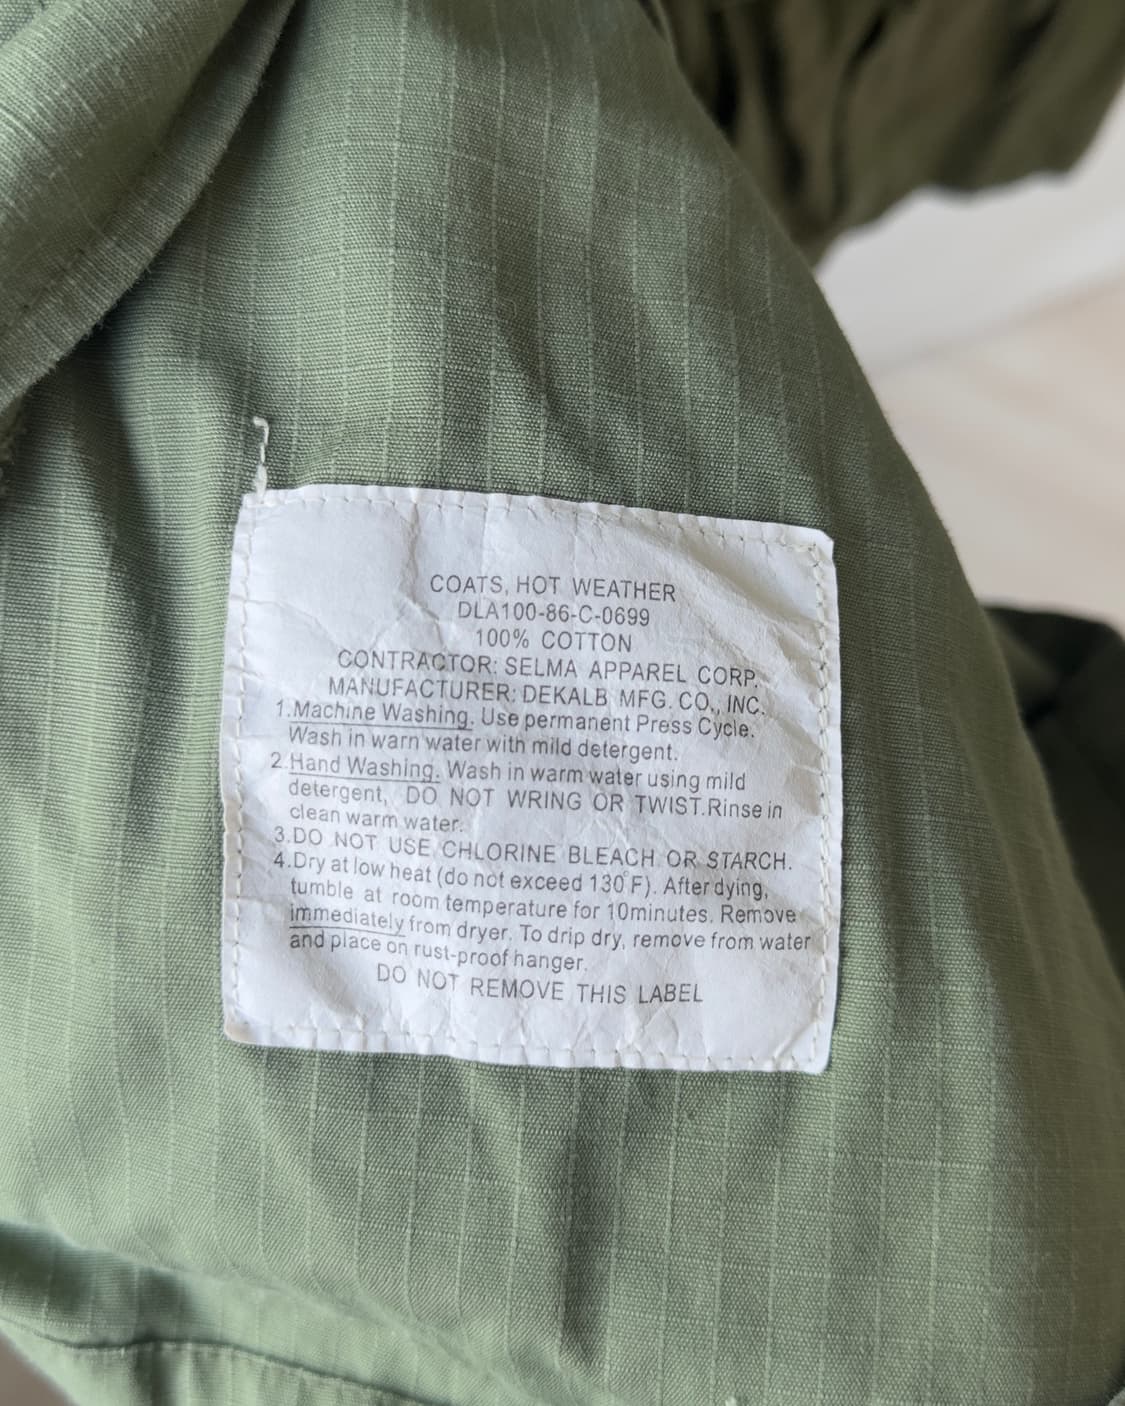 COATS, HOT WEATHER
DLA100-86-C-0699
100% COTTON
CONTRACTOR: SELMA APPAREL CORP.
MANUFACTURER: DEKALB MFG. CO., INC.
1.Machine Washing. Use permanent Press Cycle.
Wash in warn water with mild detergent.
2.Hand Washing. Wash in warm water using mild
detergent, DO NOT WRING OR TWIST.Rinse in
clean warm water.
3.DO NOT USE CHLORINE BLEACH OR STARCH.
4.Dry at low heat (do not exceed 130°F). After dying,
tumble at room temperature for 10minutes. Remove
immediately from dryer. To drip dry, remove from water
and place on rust-proof hanger.
DO NOT REMOVE THIS LABEL